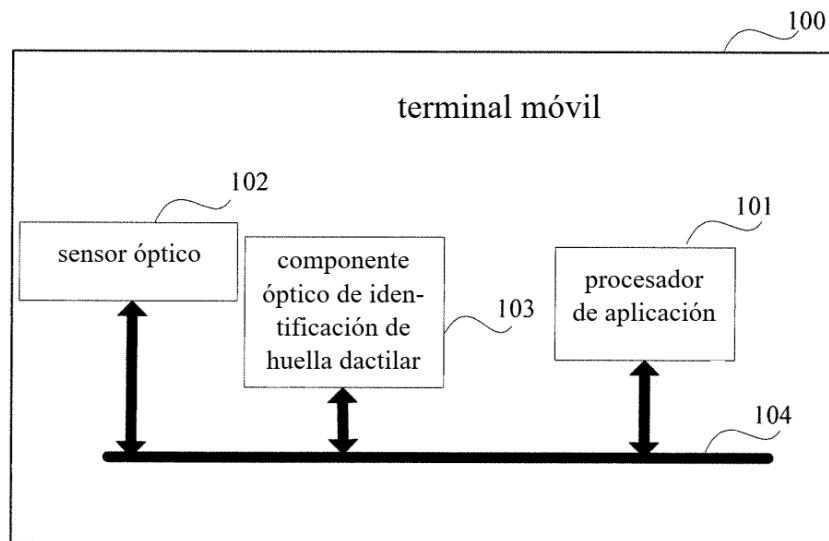 100
terminal móvil
102
101
sensor óptico
componente
óptico de iden-
tificación de
huella dactilar
103
procesador
de aplicación
104